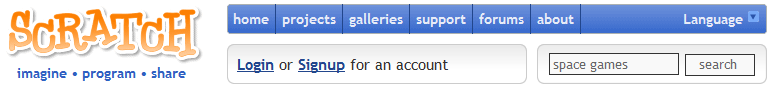 SCRATCH
imagine • program • share
home projects galleries support forums about Language
Login or Signup for an account
space games search